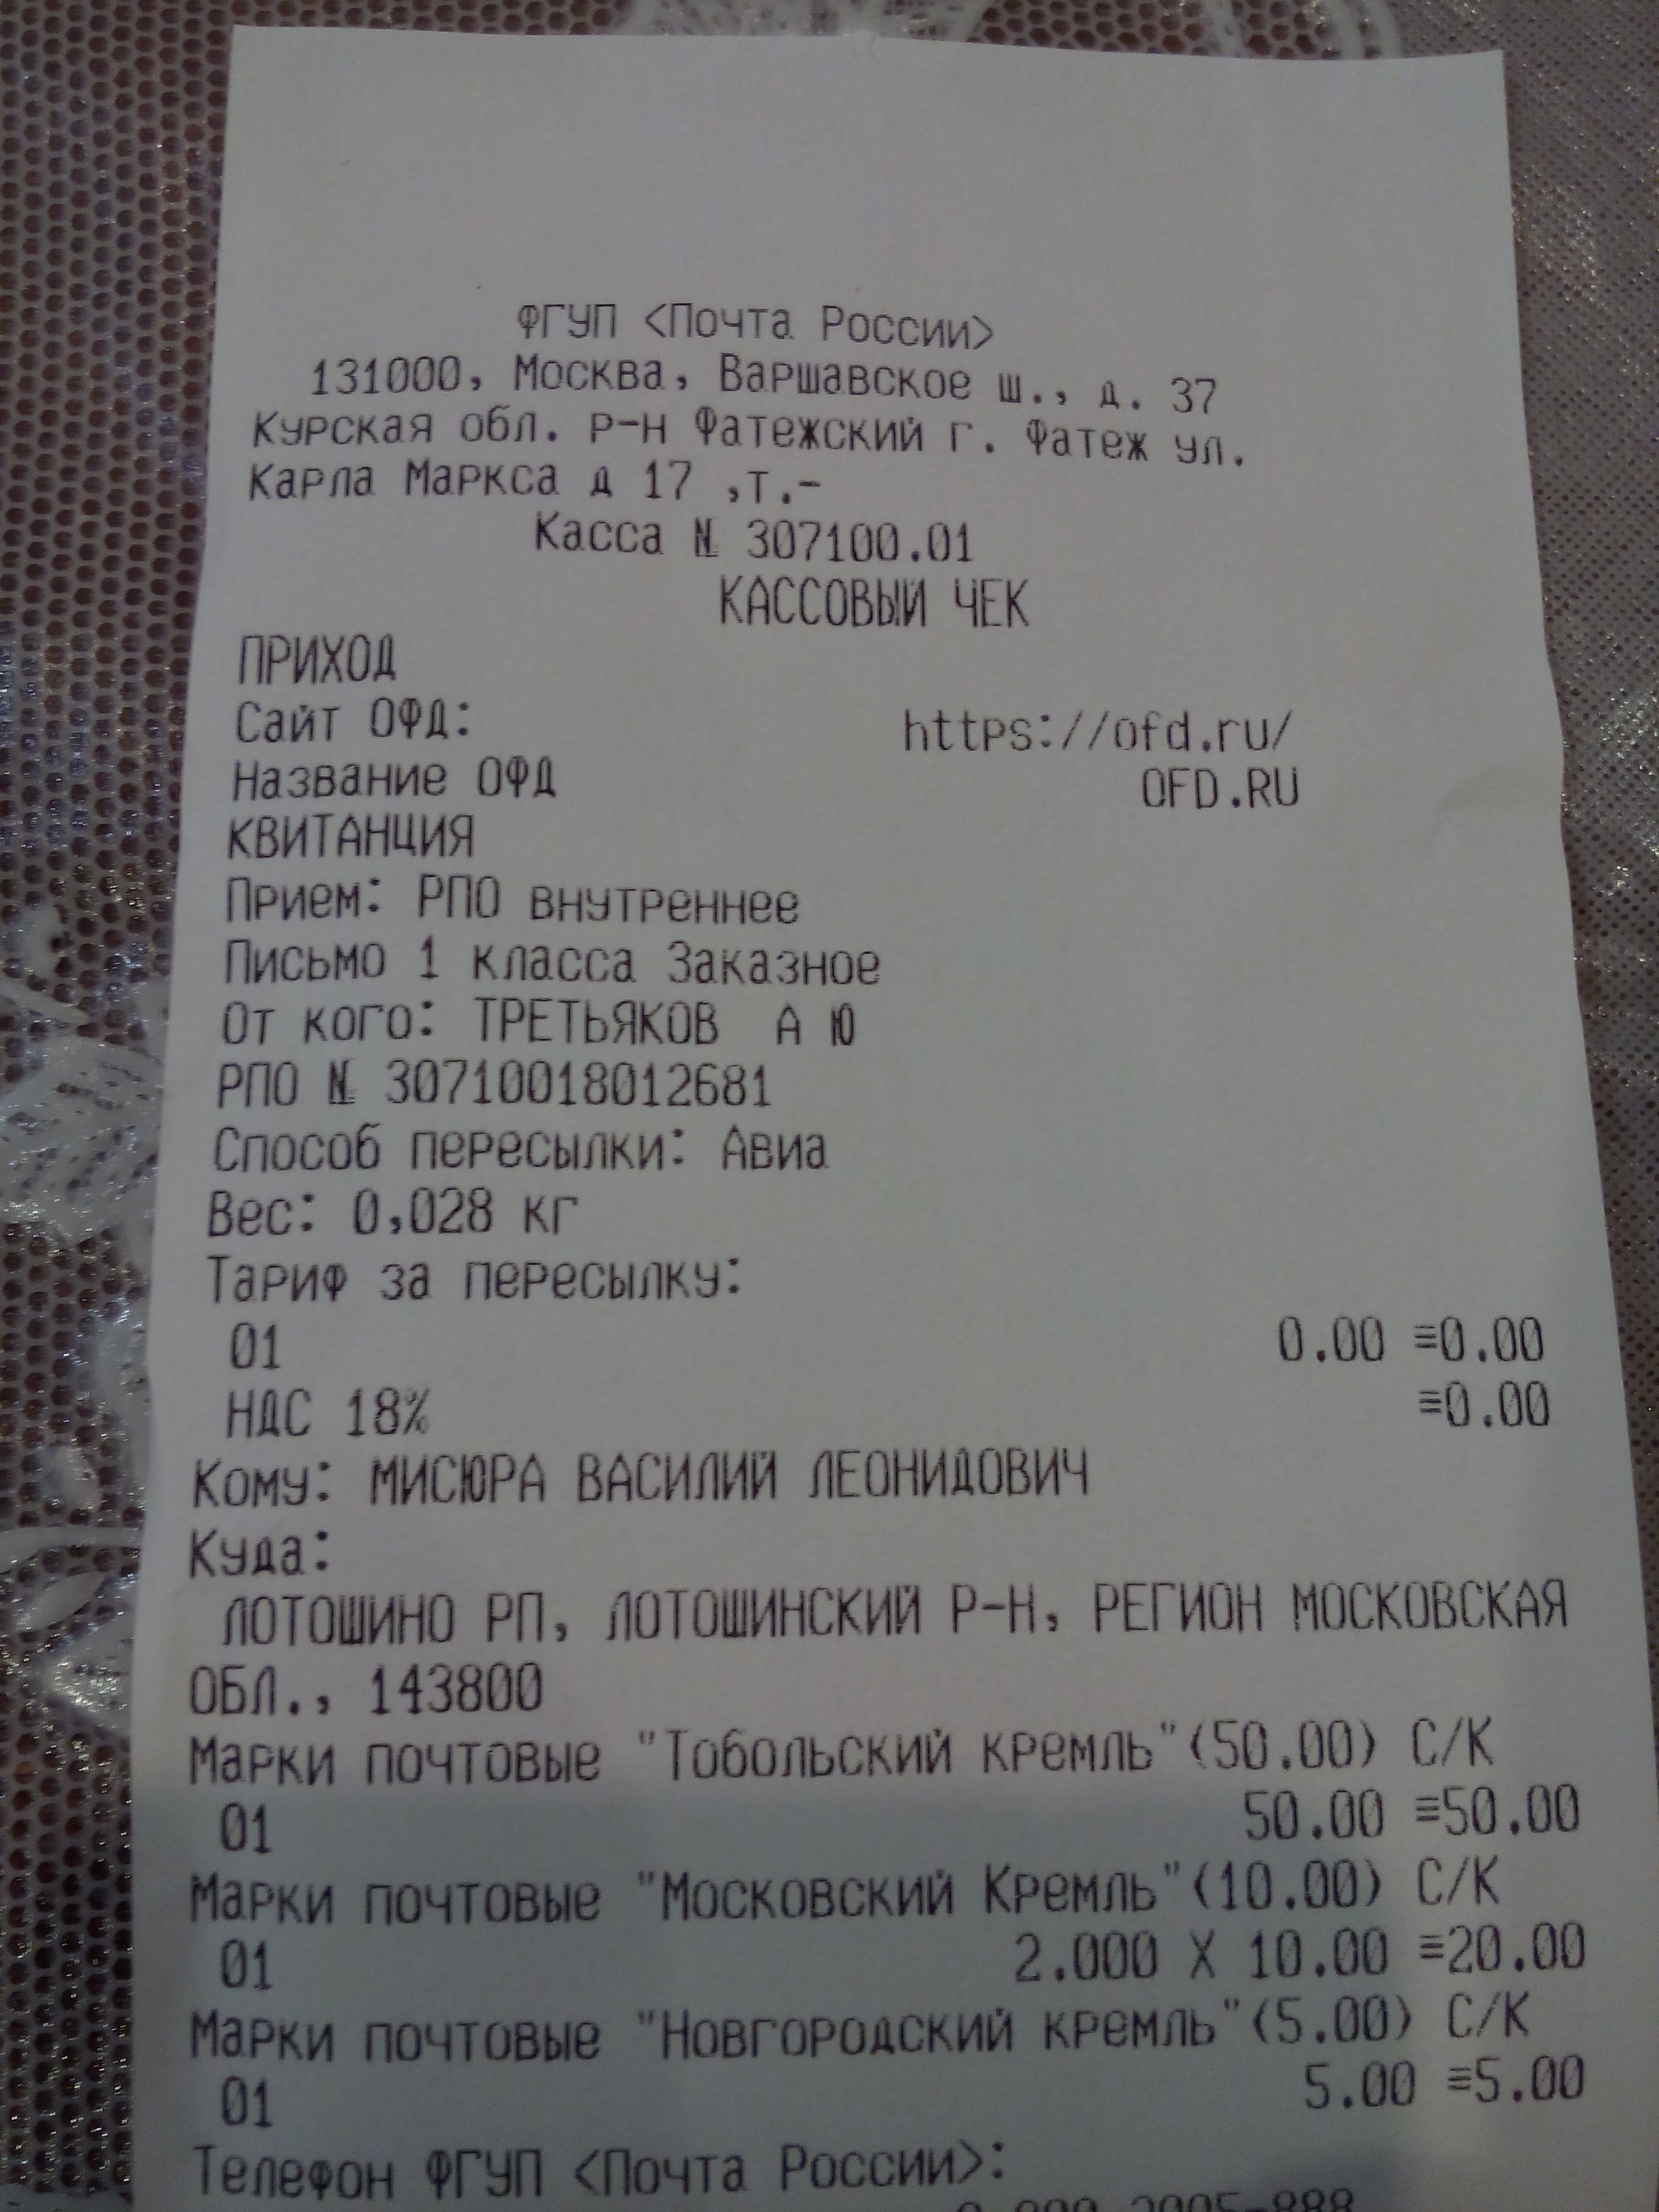 ФГУП <Почта России>
131000, Москва, Варшавское ш., д. 37
Курская обл. р-н Фатежский г. Фатеж ул.
Карла Маркса д 17 ,т.-
Касса № 307100.01
КАССОВЫЙ ЧЕК
ПРИХОД
Сайт ОФД: https://ofd.ru/
Название ОФД OFD.RU
КВИТАНЦИЯ
Прием: РПО внутреннее
Письмо 1 класса Заказное
От кого: ТРЕТЬЯКОВ А Ю
РПО № 30710018012681
Способ пересылки: Авиа
Вес: 0,028 кг
Тариф за пересылку:
01 0.00 ≡0.00
НДС 18% ≡0.00
Кому: МИСЮРА ВАСИЛИЙ ЛЕОНИДОВИЧ
Куда:
ЛОТОШИНО РП, ЛОТОШИНСКИЙ Р-Н, РЕГИОН МОСКОВСКАЯ
ОБЛ., 143800
Марки почтовые "Тобольский кремль"(50.00) С/К
01 50.00 ≡50.00
Марки почтовые "Московский Кремль"(10.00) С/К
01 2.000 X 10.00 ≡20.00
Марки почтовые "Новгородский кремль"(5.00) С/К
01 5.00 ≡5.00
Телефон ФГУП <Почта России>: